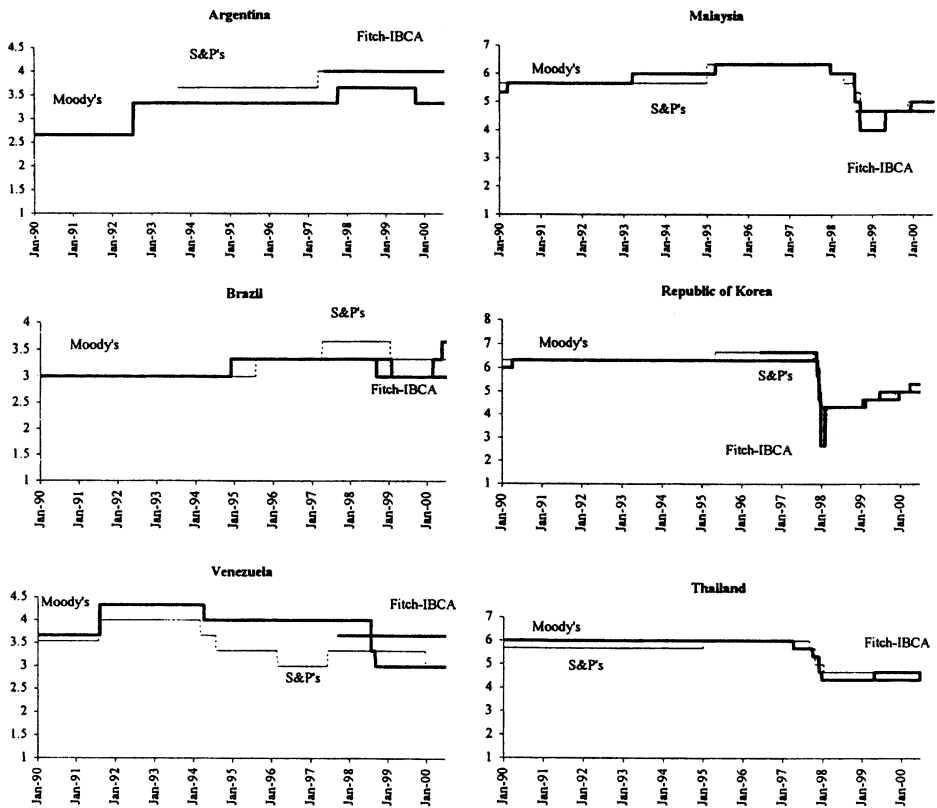 Argentina
Fitch-IBCA
S&P's
Moody's
4.5
4
3.5
3
2.5
2
1.5
1
Jan-90 Jan-91 Jan-92 Jan-93 Jan-94 Jan-95 Jan-96 Jan-97 Jan-98 Jan-99 Jan-00
Malaysia
Moody's
S&P's
Fitch-IBCA
7
6
5
4
3
2
1
Jan-90 Jan-91 Jan-92 Jan-93 Jan-94 Jan-95 Jan-96 Jan-97 Jan-98 Jan-99 Jan-00
Brazil
S&P's
Moody's
Fitch-IBCA
4
3.5
3
2.5
2
1.5
1
Jan-90 Jan-91 Jan-92 Jan-93 Jan-94 Jan-95 Jan-96 Jan-97 Jan-98 Jan-99 Jan-00
Republic of Korea
Moody's
S&P's
Fitch-IBCA
8
7
6
5
4
3
2
1
Jan-90 Jan-91 Jan-92 Jan-93 Jan-94 Jan-95 Jan-96 Jan-97 Jan-98 Jan-99 Jan-00
Venezuela
Moody's
Fitch-IBCA
S&P's
4.5
4
3.5
3
2.5
2
1.5
1
Jan-90 Jan-91 Jan-92 Jan-93 Jan-94 Jan-95 Jan-96 Jan-97 Jan-98 Jan-99 Jan-00
Thailand
Moody's
Fitch-IBCA
S&P's
7
6
5
4
3
2
1
Jan-90 Jan-91 Jan-92 Jan-93 Jan-94 Jan-95 Jan-96 Jan-97 Jan-98 Jan-99 Jan-00